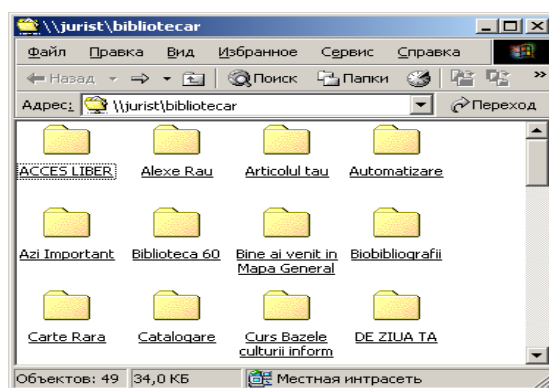 \\jurist\bibliotecar
Файл Правка Вид Избранное Сервис Справка
Назад Поиск Папки »
Адрес: \\jurist\bibliotecar Переход
ACCES LIBER Alexe Rau Articolul tau Automatizare
Azi Important Biblioteca 60 Bine ai venit in Biobibliografii
Mapa General
Carte Rara Catalogare Curs Bazele DE ZIUA TA
culturii inform
Объектов: 49 34,0 КБ Местная интрасеть